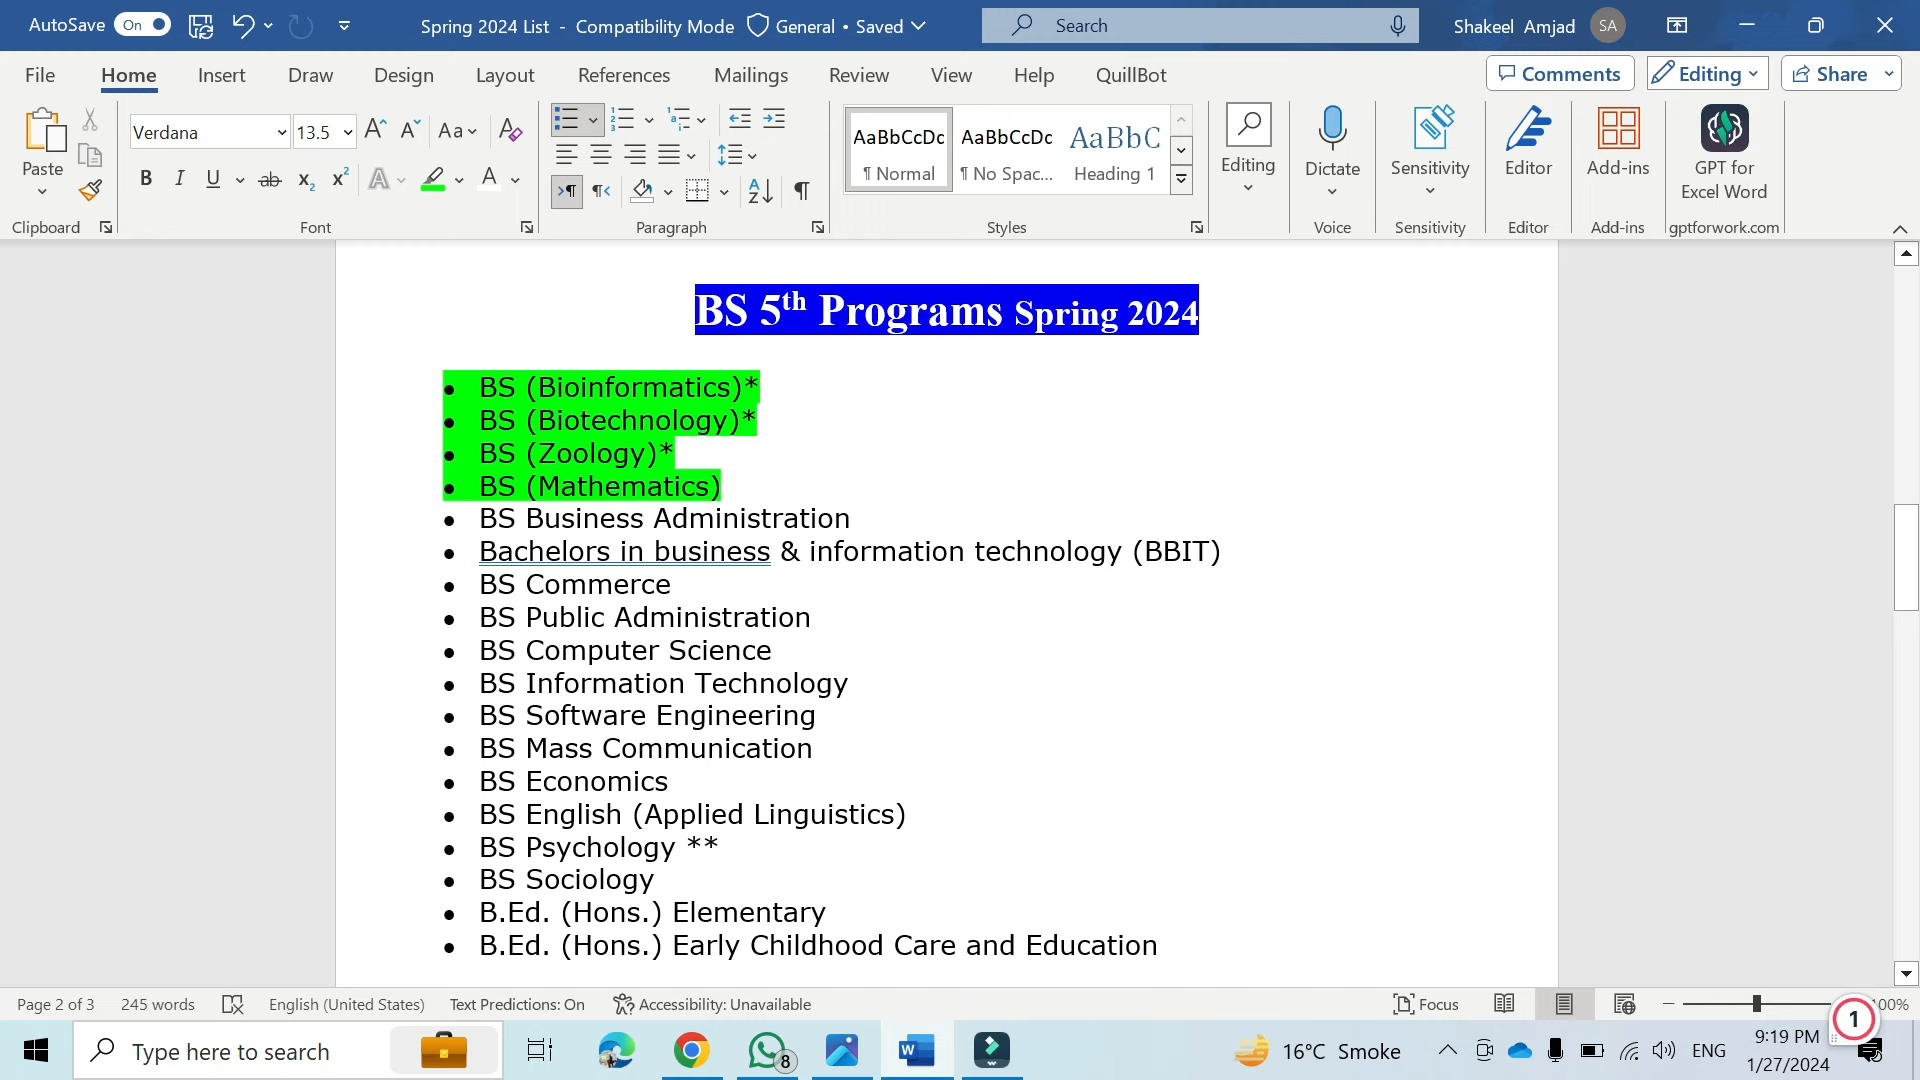 AutoSave On Spring 2024 List - Compatibility Mode General • Saved Search Shakeel Amjad SA
File Home Insert Draw Design Layout References Mailings Review View Help QuillBot Comments Editing Share
Verdana 13.5 Aa AaBbCcDc AaBbCcDc AaBbC
Paste ¶ Normal ¶ No Spac... Heading 1 Editing Dictate Sensitivity Editor Add-ins GPT for
Excel Word
Clipboard Font Paragraph Styles Voice Sensitivity Editor Add-ins gptforwork.com
BS 5th Programs Spring 2024
• BS (Bioinformatics)*
• BS (Biotechnology)*
• BS (Zoology)*
• BS (Mathematics)
• BS Business Administration
• Bachelors in business & information technology (BBIT)
• BS Commerce
• BS Public Administration
• BS Computer Science
• BS Information Technology
• BS Software Engineering
• BS Mass Communication
• BS Economics
• BS English (Applied Linguistics)
• BS Psychology **
• BS Sociology
• B.Ed. (Hons.) Elementary
• B.Ed. (Hons.) Early Childhood Care and Education
Page 2 of 3 245 words English (United States) Text Predictions: On Accessibility: Unavailable Focus
Type here to search 8 16°C Smoke ENG 9:19 PM 1
1/27/2024